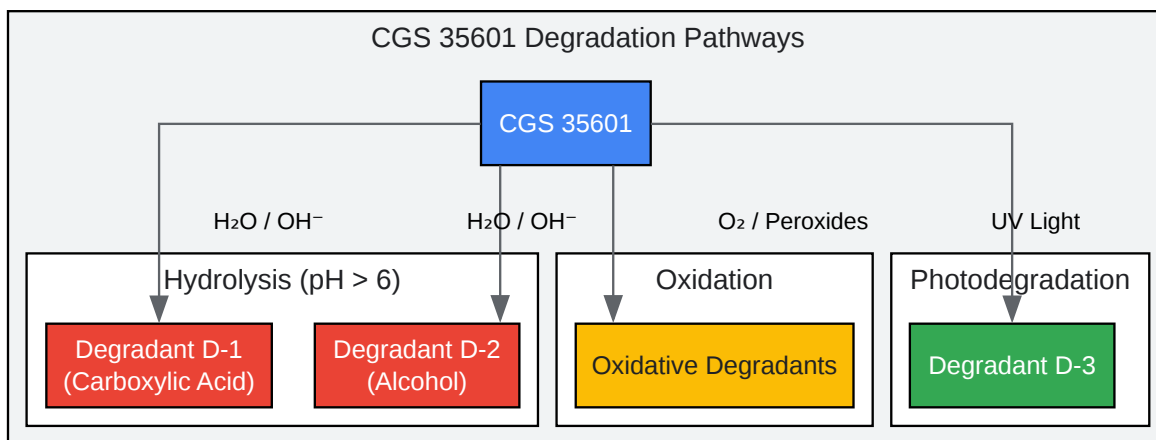 CGS 35601 Degradation Pathways
CGS 35601
H₂O / OH⁻
H₂O / OH⁻
O₂ / Peroxides
UV Light
Hydrolysis (pH > 6)
Oxidation
Photodegradation
Degradant D-1
(Carboxylic Acid)
Degradant D-2
(Alcohol)
Oxidative Degradants
Degradant D-3